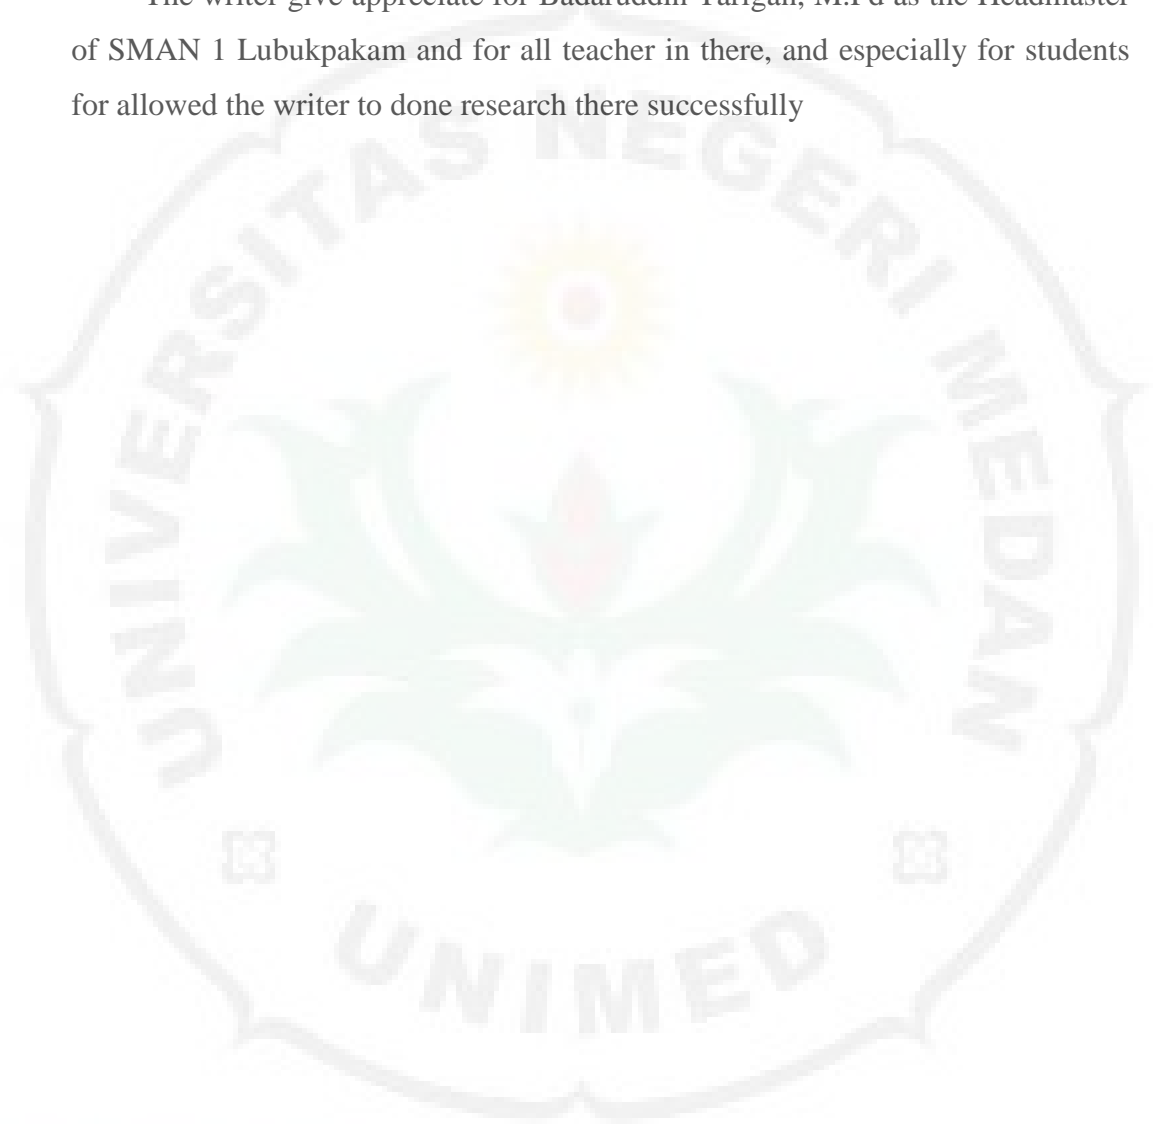 The writer give appreciate for Badaruddin Tarigan, M.Pd as the Headmaster
of SMAN 1 Lubukpakam and for all teacher in there, and especially for students
for allowed the writer to done research there successfully
UNIVERSITAS NEGERI MEDAN
UNIMED